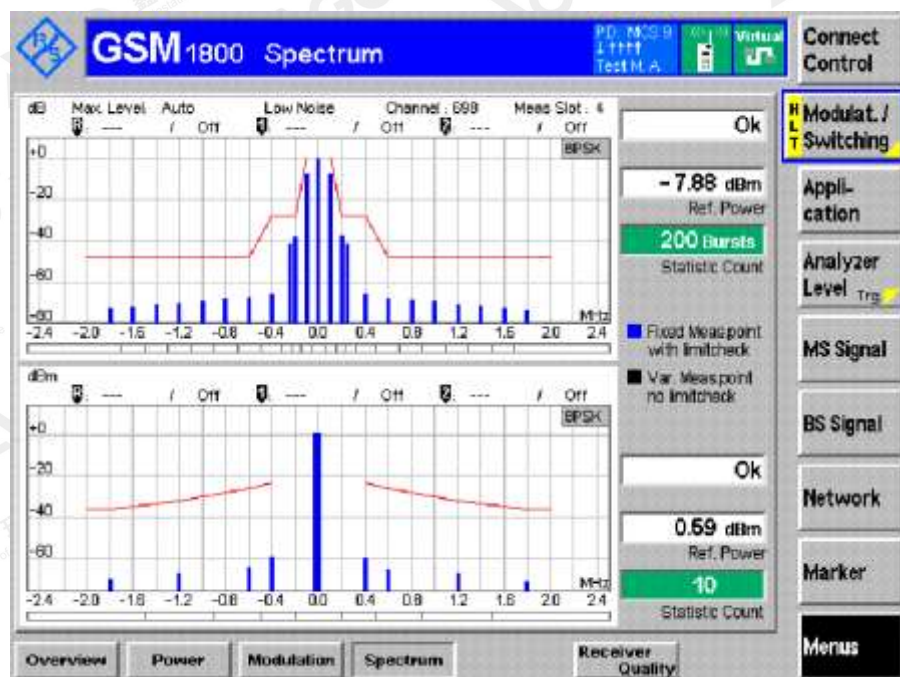 R&S
GSM 1800 Spectrum
PD: MCS 9
Test M. A
Virtual
Connect Control
dB Max. Level: Auto Low Noise Channel: 698 Meas Slot: 4
--- / Off --- / Off --- / Off
BPSK
+0
-20
-40
-60
-80
MHz
-2.4 -2.0 -1.6 -1.2 -0.8 -0.4 0.0 0.4 0.8 1.2 1.6 2.0 2.4
Ok
-7.88 dBm
Ref. Power
200 Bursts
Statistic Count
Fixed Measpoint
with limitcheck
Var. Measpoint
no limitcheck
dBm
--- / Off --- / Off --- / Off
BPSK
+0
-20
-40
-60
MHz
-2.4 -2.0 -1.6 -1.2 -0.8 -0.4 0.0 0.4 0.8 1.2 1.6 2.0 2.4
Ok
0.59 dBm
Ref. Power
10
Statistic Count
HLT
Modulat. /
Switching
Appli-
cation
Analyzer
Level Trg
MS Signal
BS Signal
Network
Marker
Menus
Overview
Power
Modulation
Spectrum
Receiver
Quality